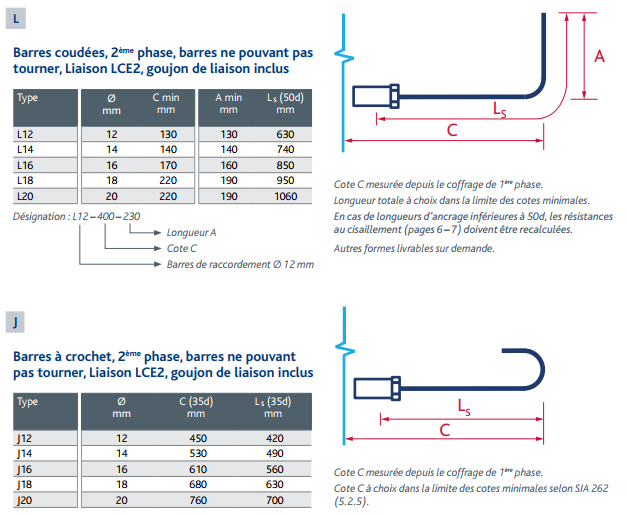 L
Barres coudées, 2ème phase, barres ne pouvant pas
tourner, Liaison LCE2, goujon de liaison inclus
Type Ø C min A min Ls (50d)
mm mm mm mm
L12 12 130 130 630
L14 14 140 140 740
L16 16 170 160 850
L18 18 220 190 950
L20 20 220 190 1060
Désignation : L12–400–230
Longueur A
Cote C
Barres de raccordement Ø 12 mm
A
Ls
C
Cote C mesurée depuis le coffrage de 1ère phase.
Longueur totale à choix dans la limite des cotes minimales.
En cas de longueurs d'ancrage inférieures à 50d, les résistances
au cisaillement (pages 6–7) doivent être recalculées.
Autres formes livrables sur demande.
J
Barres à crochet, 2ème phase, barres ne pouvant
pas tourner, Liaison LCE2, goujon de liaison inclus
Type Ø C (35d) Ls (35d)
mm mm mm
J12 12 450 420
J14 14 530 490
J16 16 610 560
J18 18 680 630
J20 20 760 700
Ls
C
Cote C mesurée depuis le coffrage de 1ère phase.
Cote C à choix dans la limite des cotes minimales selon SIA 262
(5.2.5).